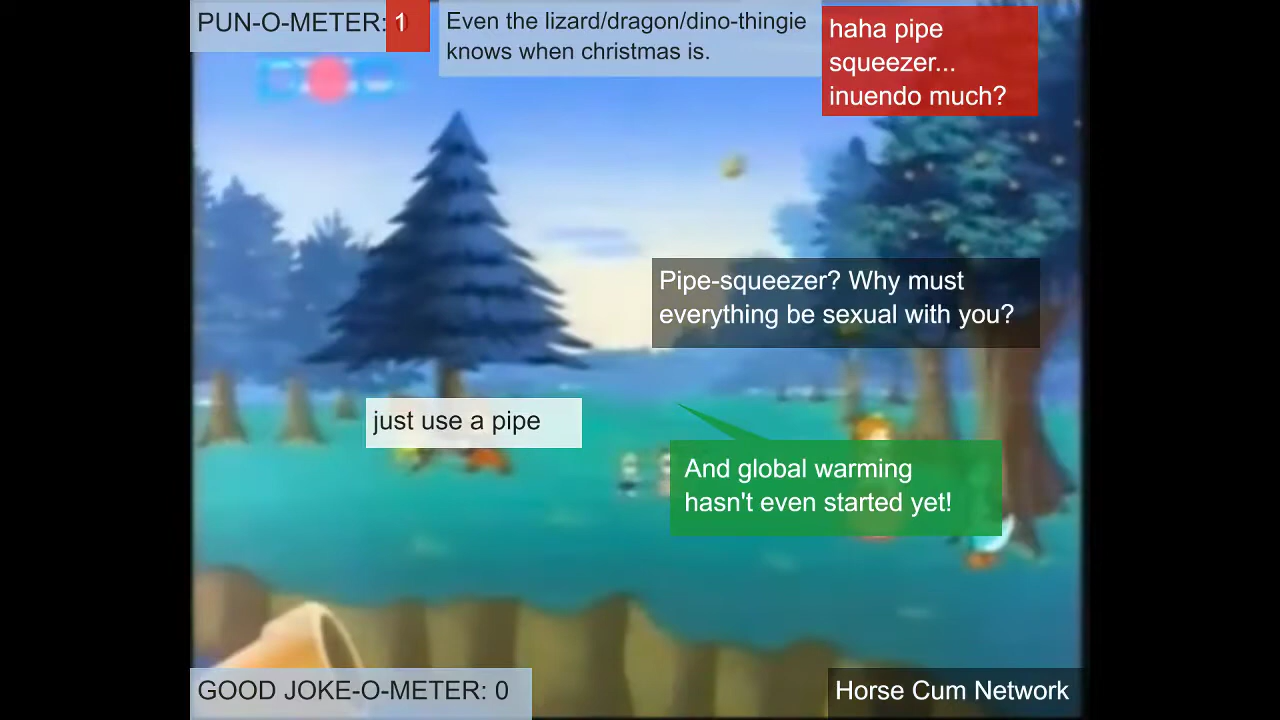 PUN-O-METER: 1
Even the lizard/dragon/dino-thingie
knows when christmas is.
haha pipe
squeezer...
inuendo much?
Pipe-squeezer? Why must
everything be sexual with you?
just use a pipe
And global warming
hasn't even started yet!
GOOD JOKE-O-METER: 0
Horse Cum Network